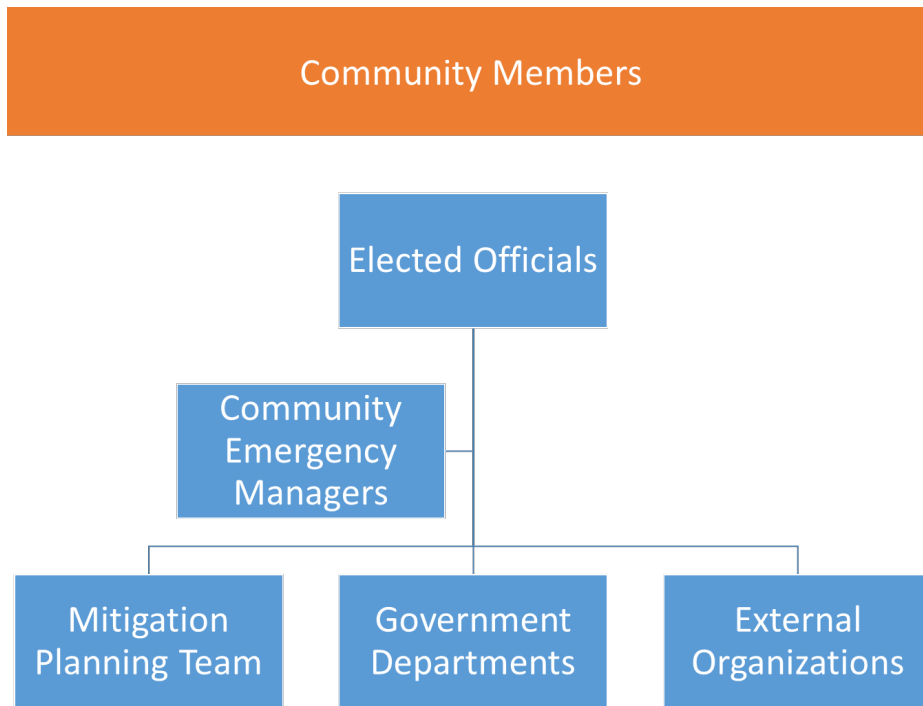 Community Members
Elected Officials
Community
Emergency
Managers
Mitigation
Planning Team
Government
Departments
External
Organizations